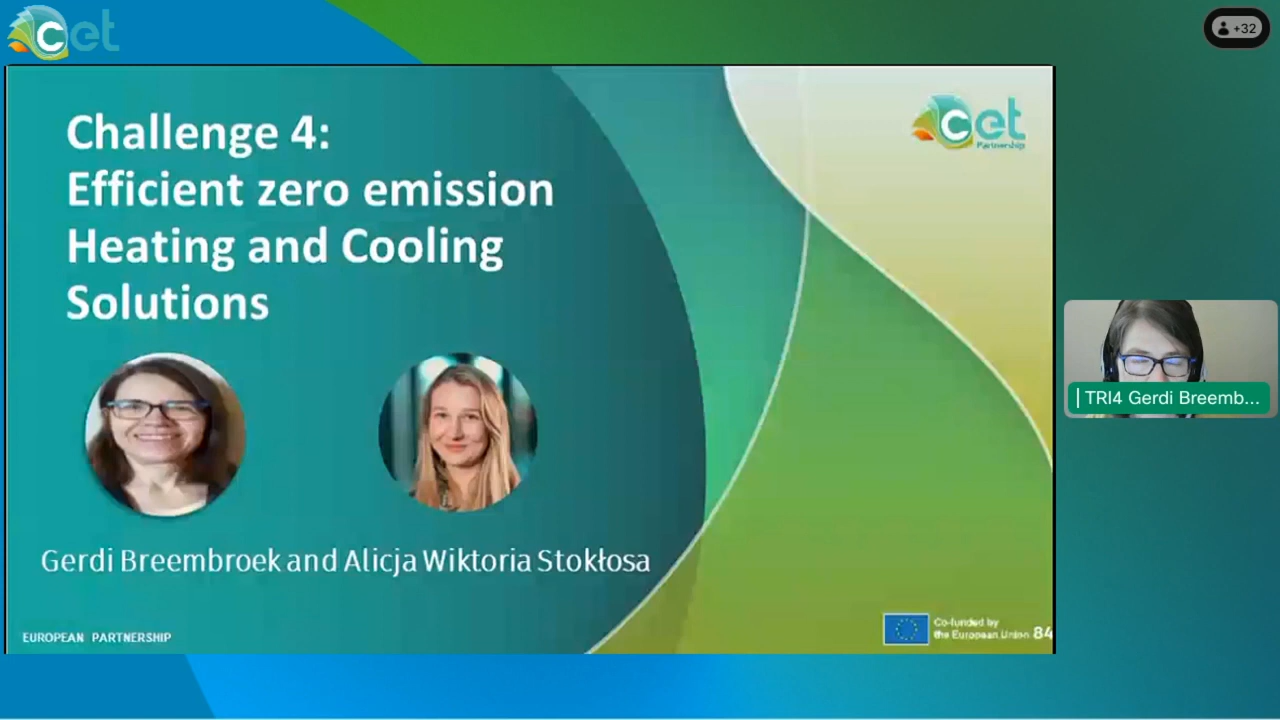 cet
+32
Challenge 4:
Efficient zero emission
Heating and Cooling
Solutions
cet
Partnership
Gerdi Breembroek and Alicja Wiktoria Stokłosa
EUROPEAN PARTNERSHIP
Co-funded by
the European Union
84
TRI4 Gerdi Breemb...